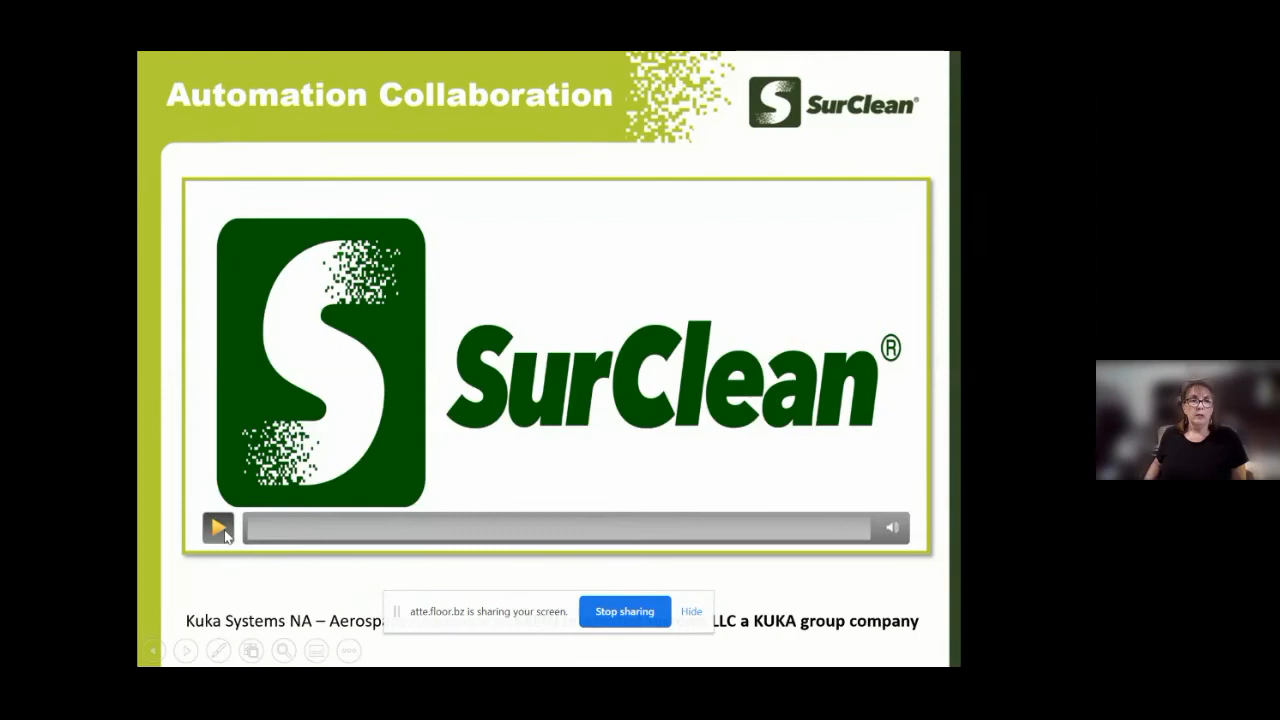 Automation Collaboration
SurClean®
SurClean®
atte.floor.bz is sharing your screen.
Stop sharing
Hide
Kuka Systems NA – Aerospa LLC a KUKA group company